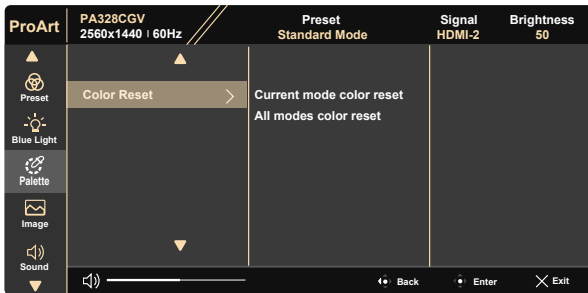 ProArt
PA328CGV
2560x1440 | 60Hz
Preset
Standard Mode
Signal
HDMI-2
Brightness
50
Preset
Blue Light
Palette
Image
Sound
Color Reset
Current mode color reset
All modes color reset
Back
Enter
Exit